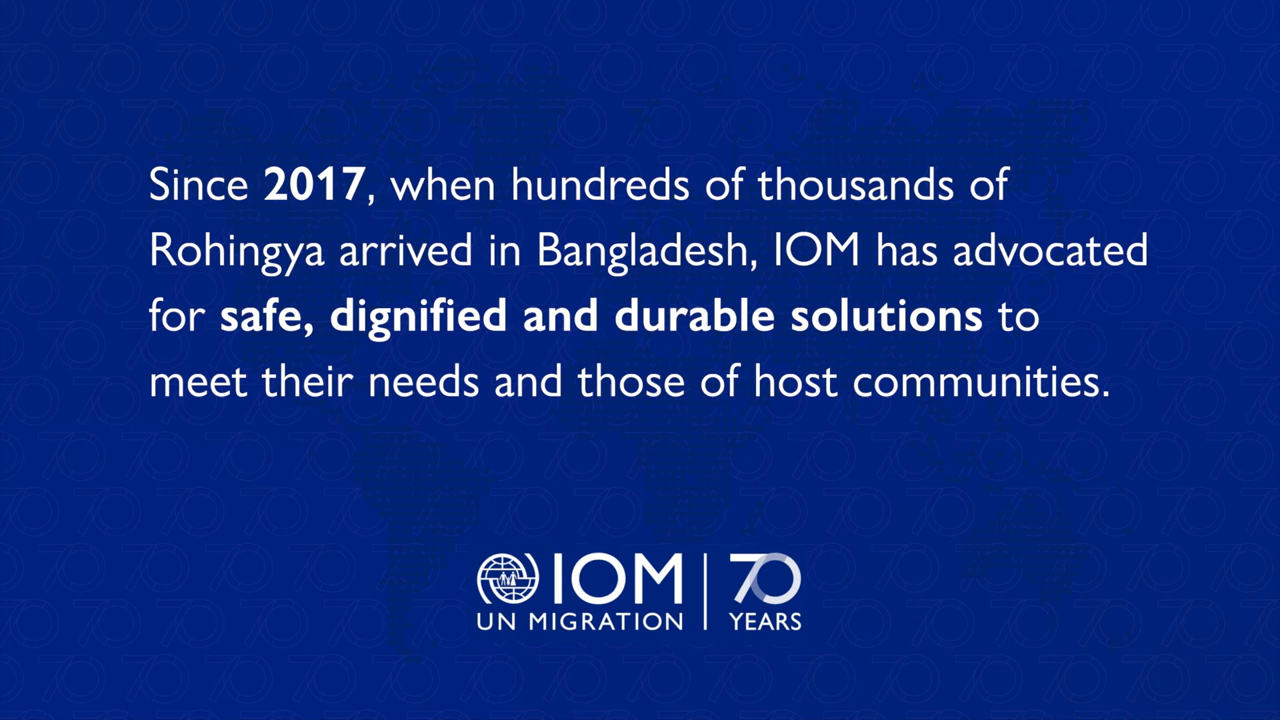 Since 2017, when hundreds of thousands of
Rohingya arrived in Bangladesh, IOM has advocated
for safe, dignified and durable solutions to
meet their needs and those of host communities.
IOM
UN MIGRATION
70
YEARS